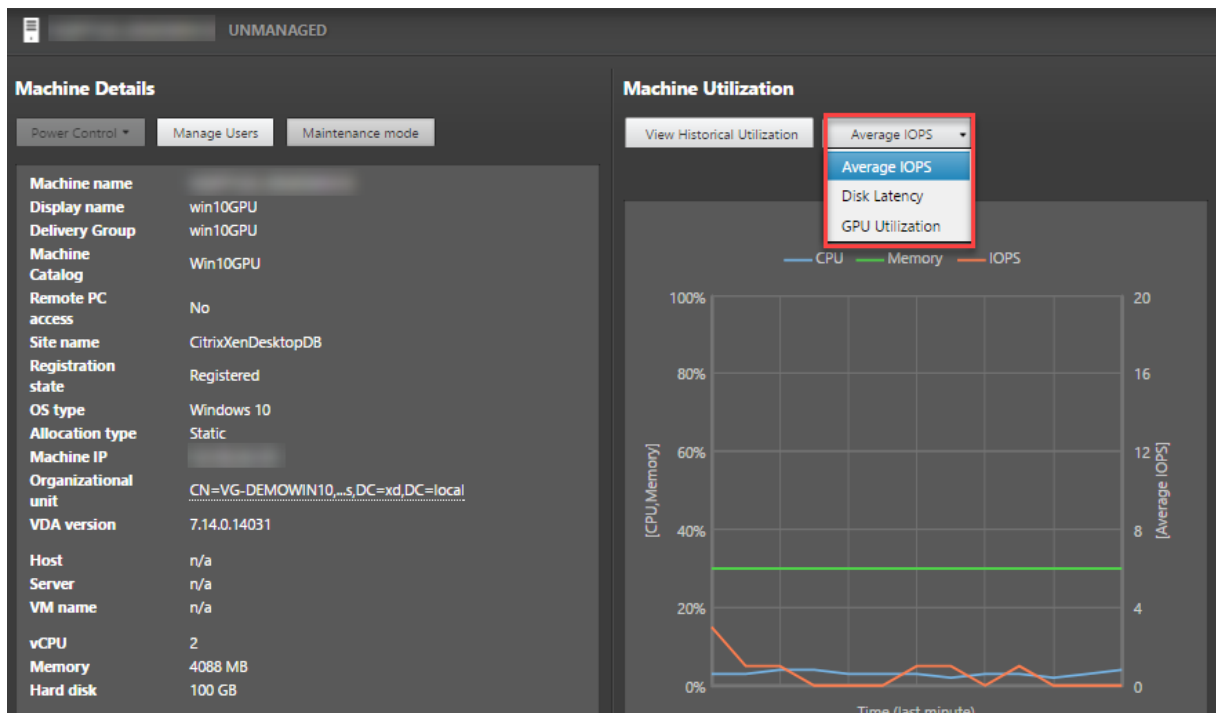 UNMANAGED
Machine Details
Power Control
Manage Users
Maintenance mode
Machine name
Display name win10GPU
Delivery Group win10GPU
Machine
Catalog
Win10GPU
Remote PC
access
No
Site name CitrixXenDesktopDB
Registration
state
Registered
OS type Windows 10
Allocation type Static
Machine IP
Organizational
unit
CN=VG-DEMOWIN10,...s,DC=xd,DC=local
VDA version 7.14.0.14031
Host n/a
Server n/a
VM name n/a
vCPU 2
Memory 4088 MB
Hard disk 100 GB
Machine Utilization
View Historical Utilization
Average IOPS
Average IOPS
Disk Latency
GPU Utilization
CPU Memory IOPS
100% 20
80% 16
60% 12
40% 8
20% 4
0% 0
[CPU,Memory]
[Average IOPS]
Time (last minute)